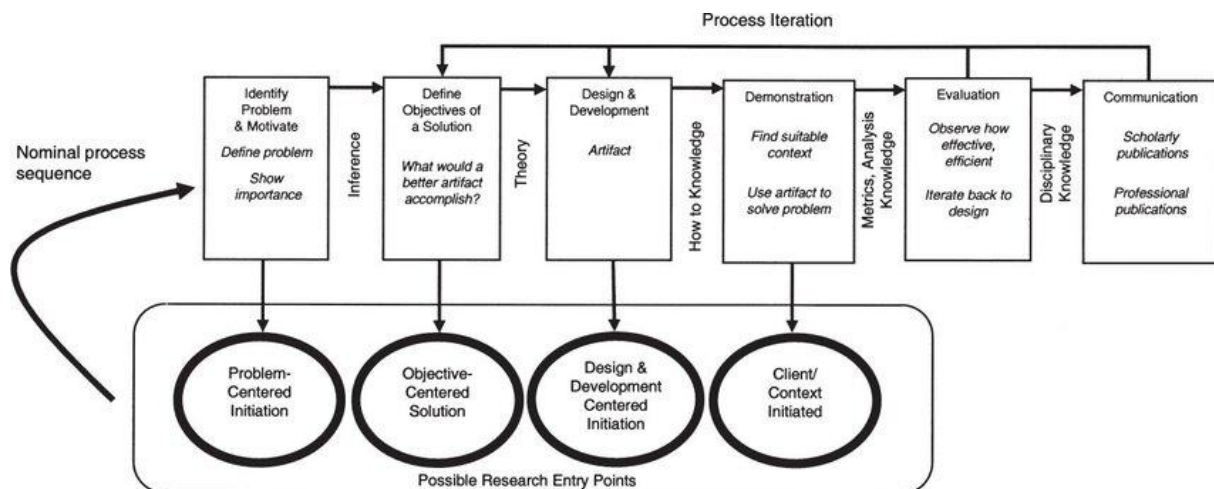 Process Iteration
Nominal process
sequence
Identify
Problem
& Motivate
Define problem
Show
importance
Inference
Define
Objectives of
a Solution
What would a
better artifact
accomplish?
Theory
Design &
Development
Artifact
How to Knowledge
Demonstration
Find suitable
context
Use artifact to
solve problem
Metrics, Analysis
Knowledge
Evaluation
Observe how
effective,
efficient
Iterate back to
design
Disciplinary
Knowledge
Communication
Scholarly
publications
Professional
publications
Problem-
Centered
Initiation
Objective-
Centered
Solution
Design &
Development
Centered
Initiation
Client/
Context
Initiated
Possible Research Entry Points